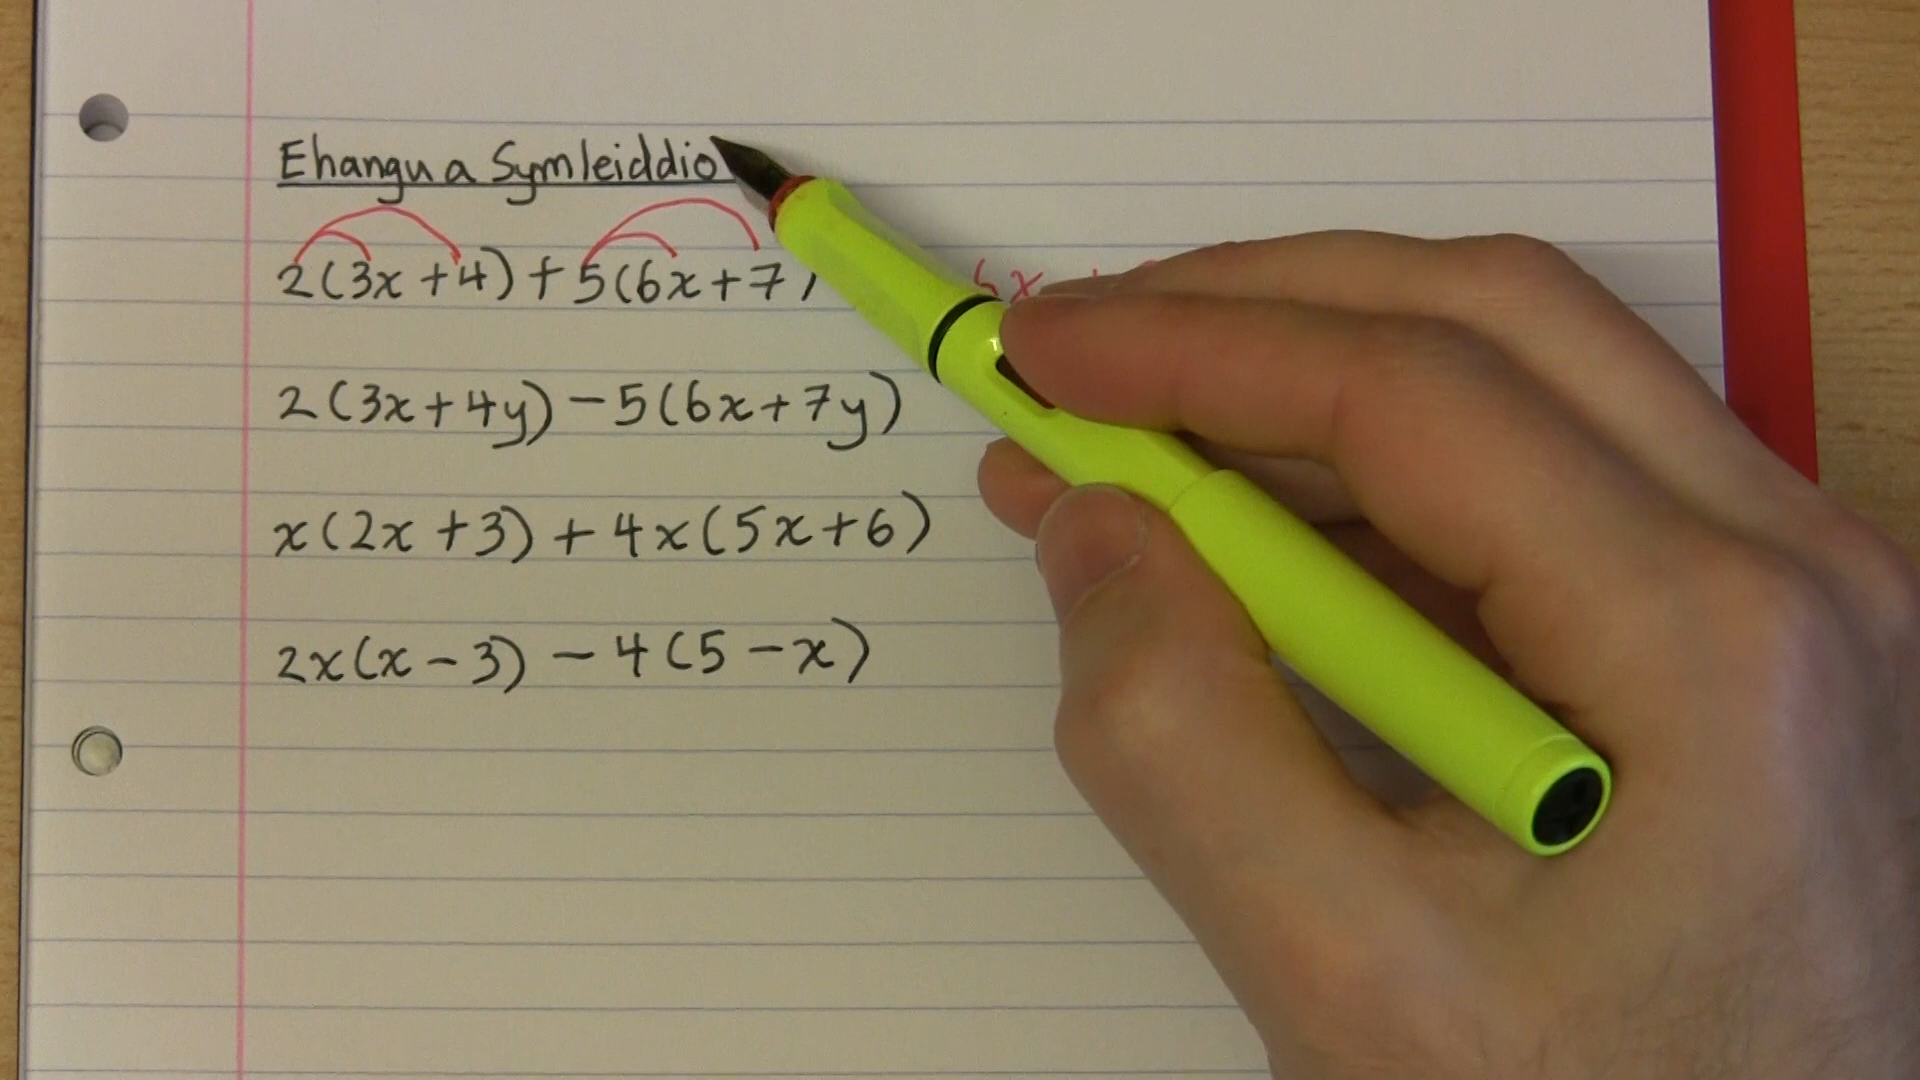 Ehangu a Symleiddio
2(3x+4)+5(6x+7) 6x +
2(3x+4y)-5(6x+7y)
x(2x+3)+4x(5x+6)
2x(x-3)-4(5-x)